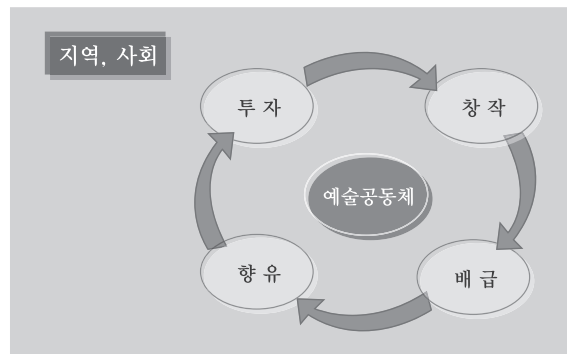 지역, 사회
투 자
창 작
예술공동체
향 유
배 급